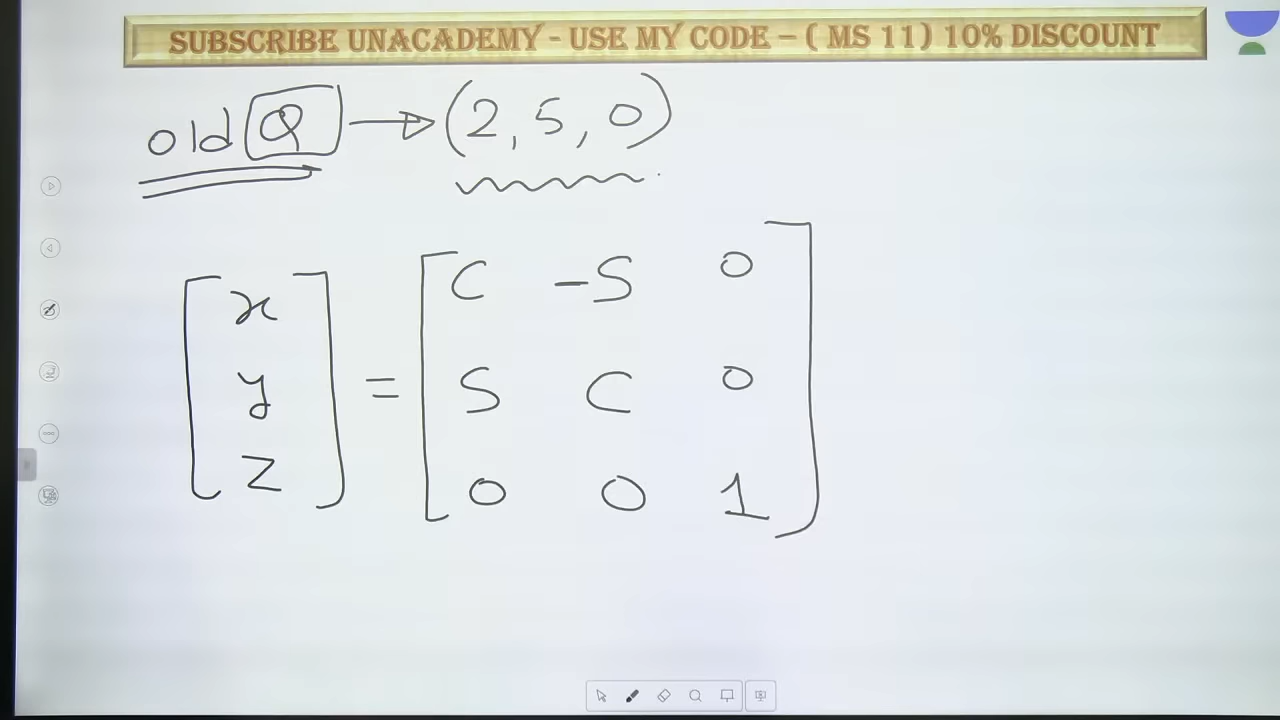 SUBSCRIBE UNACADEMY - USE MY CODE – ( MS 11) 10% DISCOUNT
old Q → (2, 5, 0)
[x y z] = [C -S 0
S C 0
0 0 1]